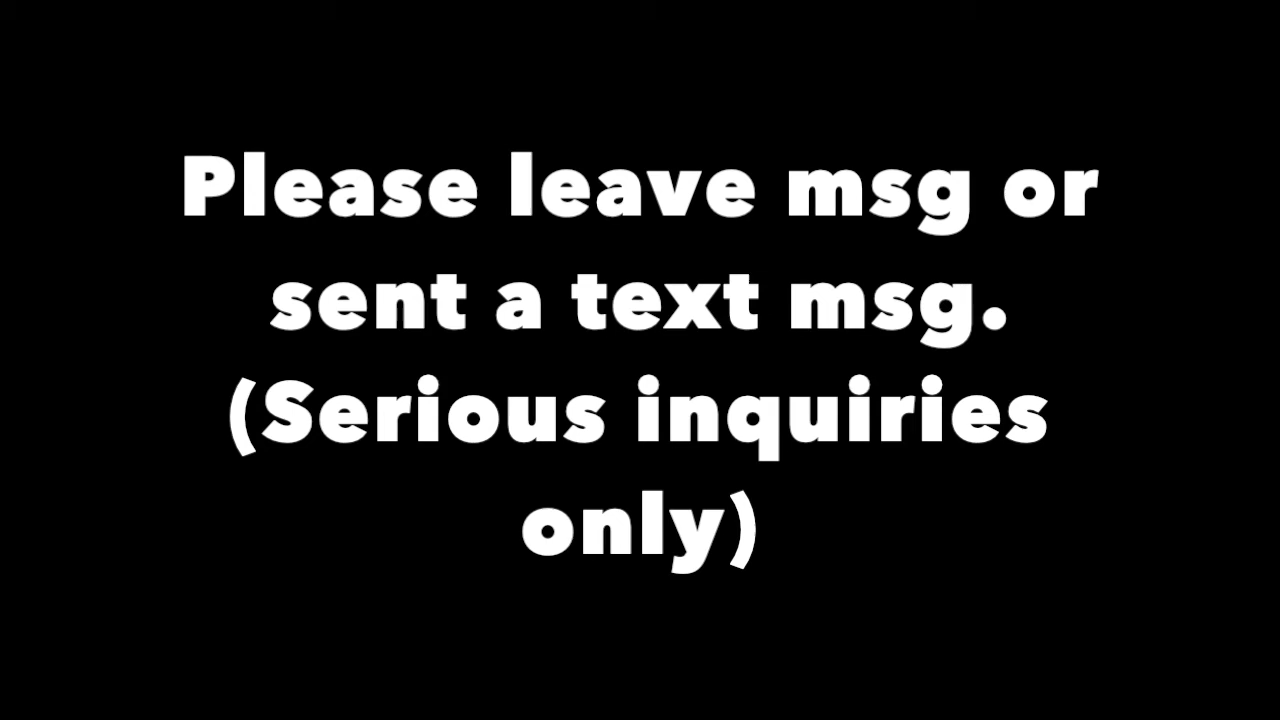 Please leave msg or
sent a text msg.
(Serious inquiries
only)